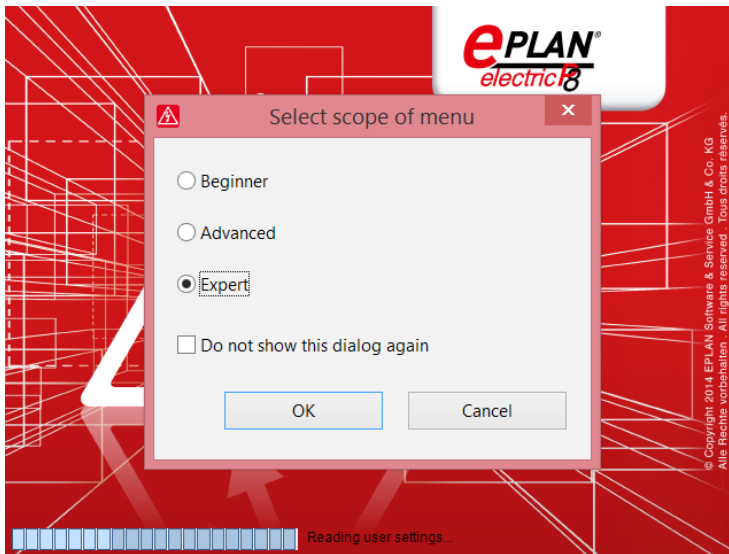 ePLAN®
electric P8
Select scope of menu
Beginner
Advanced
Expert
Do not show this dialog again
OK
Cancel
Reading user settings...
© Copyright 2014 EPLAN Software & Service GmbH & Co. KG
Alle Rechte vorbehalten . All rights reserved . Tous droits réservés.